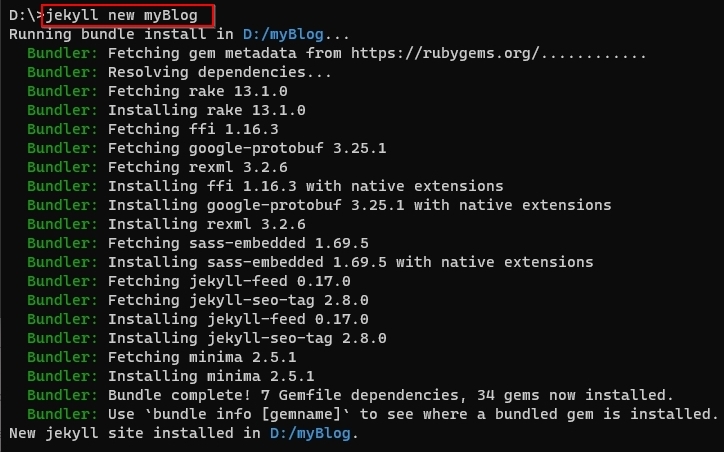 D:\>jekyll new myBlog
Running bundle install in D:/myBlog...
Bundler: Fetching gem metadata from https://rubygems.org/............
Bundler: Resolving dependencies...
Bundler: Fetching rake 13.1.0
Bundler: Installing rake 13.1.0
Bundler: Fetching ffi 1.16.3
Bundler: Fetching google-protobuf 3.25.1
Bundler: Fetching rexml 3.2.6
Bundler: Installing ffi 1.16.3 with native extensions
Bundler: Installing google-protobuf 3.25.1 with native extensions
Bundler: Installing rexml 3.2.6
Bundler: Fetching sass-embedded 1.69.5
Bundler: Installing sass-embedded 1.69.5 with native extensions
Bundler: Fetching jekyll-feed 0.17.0
Bundler: Fetching jekyll-seo-tag 2.8.0
Bundler: Installing jekyll-feed 0.17.0
Bundler: Installing jekyll-seo-tag 2.8.0
Bundler: Fetching minima 2.5.1
Bundler: Installing minima 2.5.1
Bundler: Bundle complete! 7 Gemfile dependencies, 34 gems now installed.
Bundler: Use `bundle info [gemname]` to see where a bundled gem is installed.
New jekyll site installed in D:/myBlog.